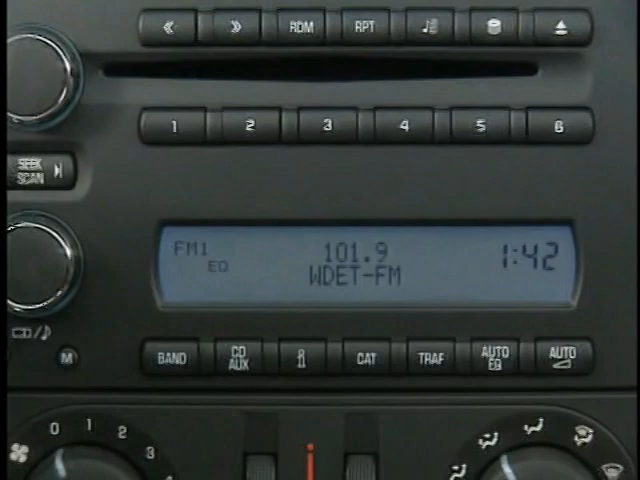 RDM RPT
1 2 3 4 5 6
SEEK
SCAN
FM1 101.9 1:42
EQ WDET-FM
M
BAND CD AUX i CAT TRAF AUTO EQ AUTO
0 1 2 3 4